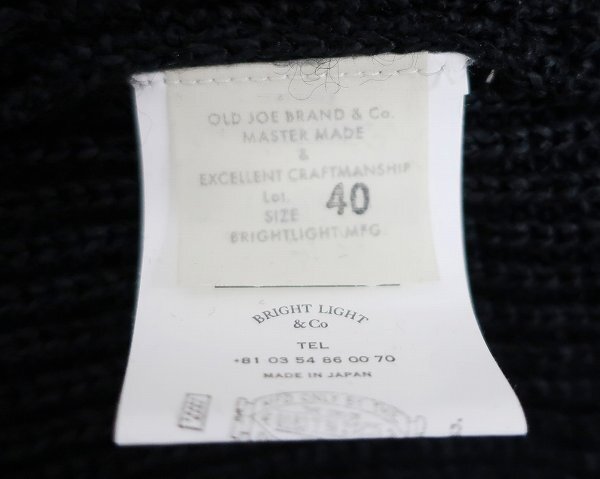 OLD JOE BRAND & Co.
MASTER MADE
&
EXCELLENT CRAFTMANSHIP
Lot.
SIZE 40
BRIGHTLIGHT MFG.
BRIGHT LIGHT
& Co
TEL
+81 03 54 86 00 70
MADE IN JAPAN